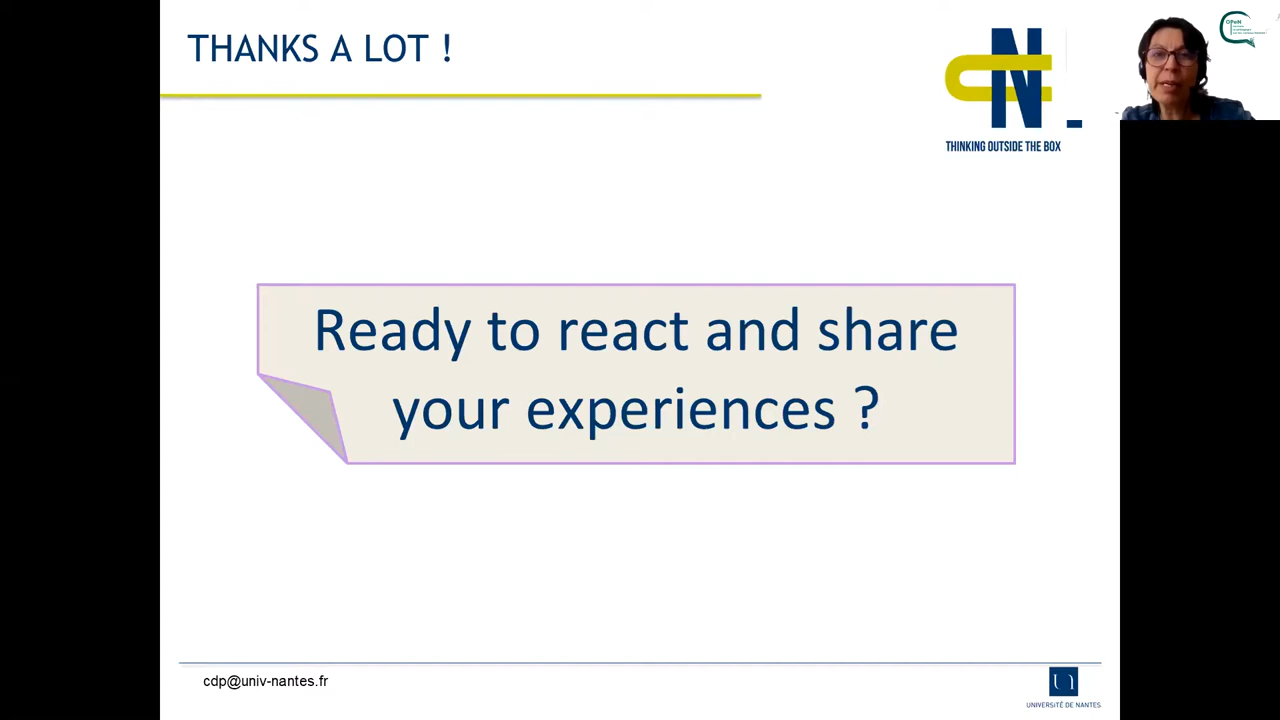 THANKS A LOT !
THINKING OUTSIDE THE BOX
Ready to react and share
your experiences ?
cdp@univ-nantes.fr
UNIVERSITÉ DE NANTES